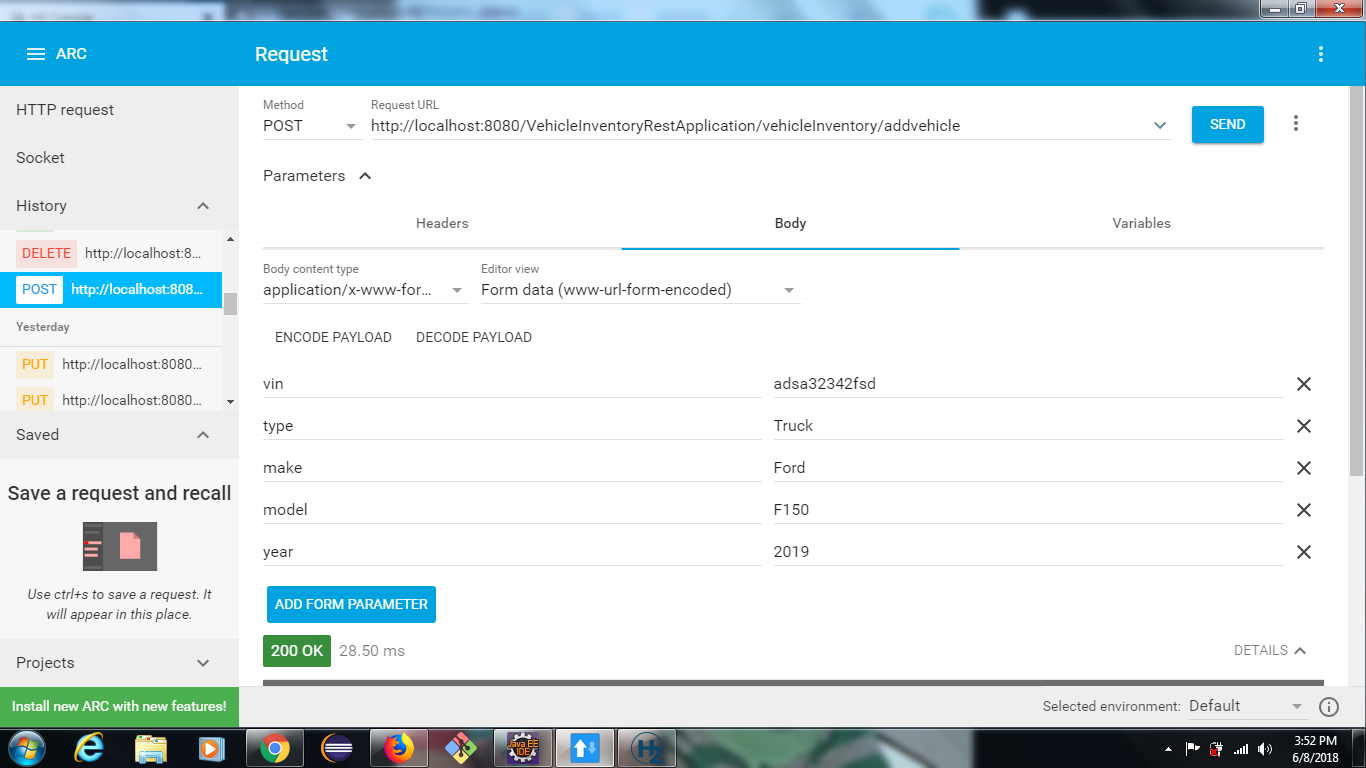 ARC
Request
HTTP request
Socket
History
DELETE http://localhost:8...
POST http://localhost:808...
Yesterday
PUT http://localhost:8080...
PUT http://localhost:8080...
Saved
Save a request and recall
Use ctrl+s to save a request. It
will appear in this place.
Projects
Install new ARC with new features!
Method
Request URL
POST
http://localhost:8080/VehicleInventoryRestApplication/vehicleInventory/addvehicle
SEND
Parameters
Headers
Body
Variables
Body content type
Editor view
application/x-www-for...
Form data (www-url-form-encoded)
ENCODE PAYLOAD
DECODE PAYLOAD
vin
adsa32342fsd
type
Truck
make
Ford
model
F150
year
2019
ADD FORM PARAMETER
200 OK
28.50 ms
DETAILS
Selected environment:
Default
Java EE
IDE
3:52 PM
6/8/2018